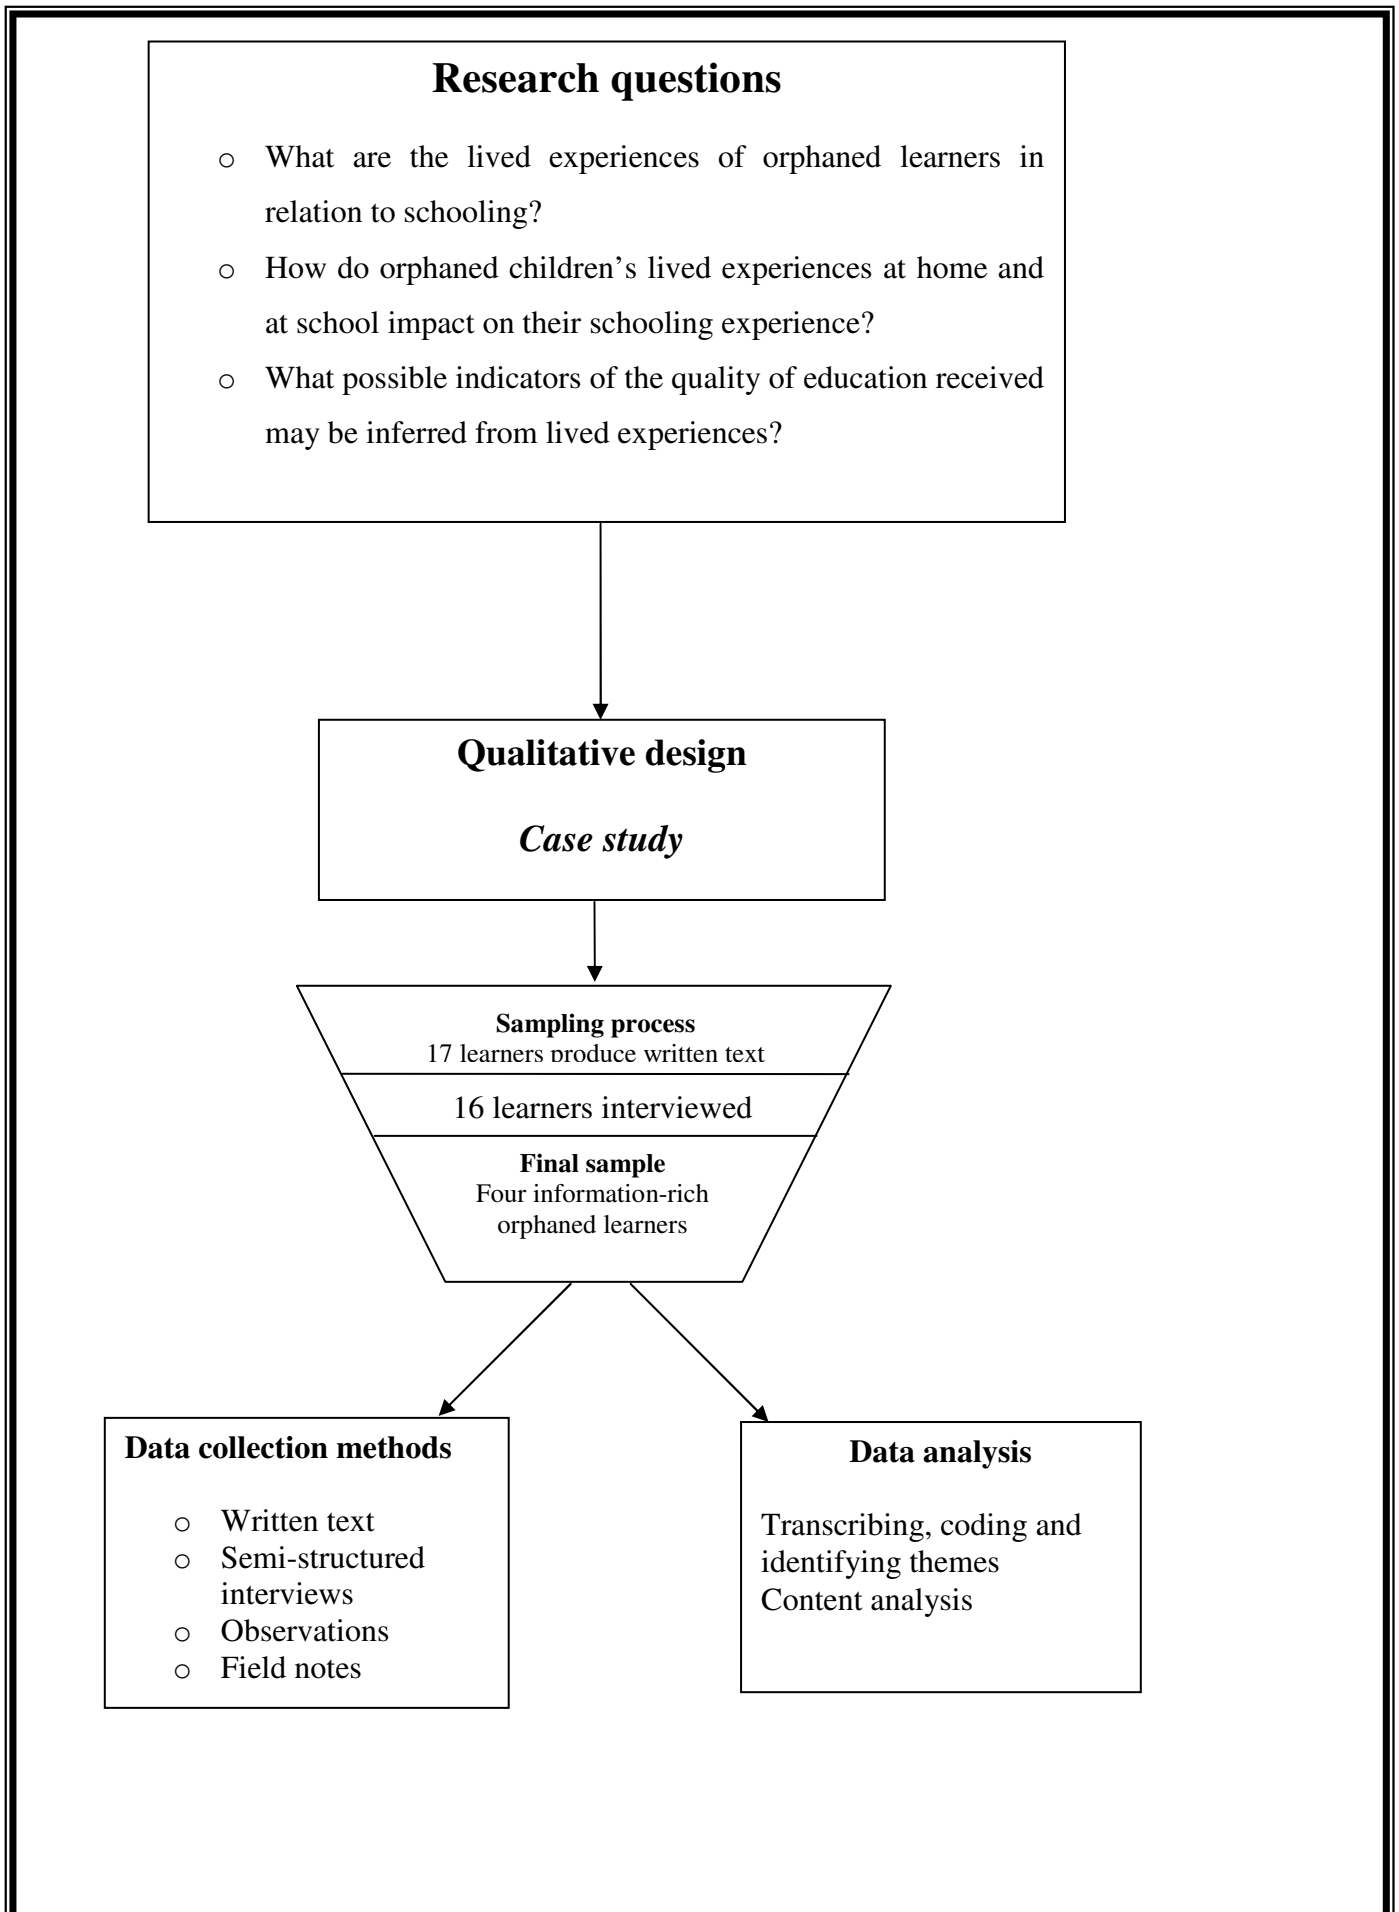 Research questions
o What are the lived experiences of orphaned learners in
relation to schooling?
o How do orphaned children’s lived experiences at home and
at school impact on their schooling experience?
o What possible indicators of the quality of education received
may be inferred from lived experiences?
Qualitative design
Case study
Sampling process
17 learners produce written text
16 learners interviewed
Final sample
Four information-rich
orphaned learners
Data collection methods
o Written text
o Semi-structured
interviews
o Observations
o Field notes
Data analysis
Transcribing, coding and
identifying themes
Content analysis